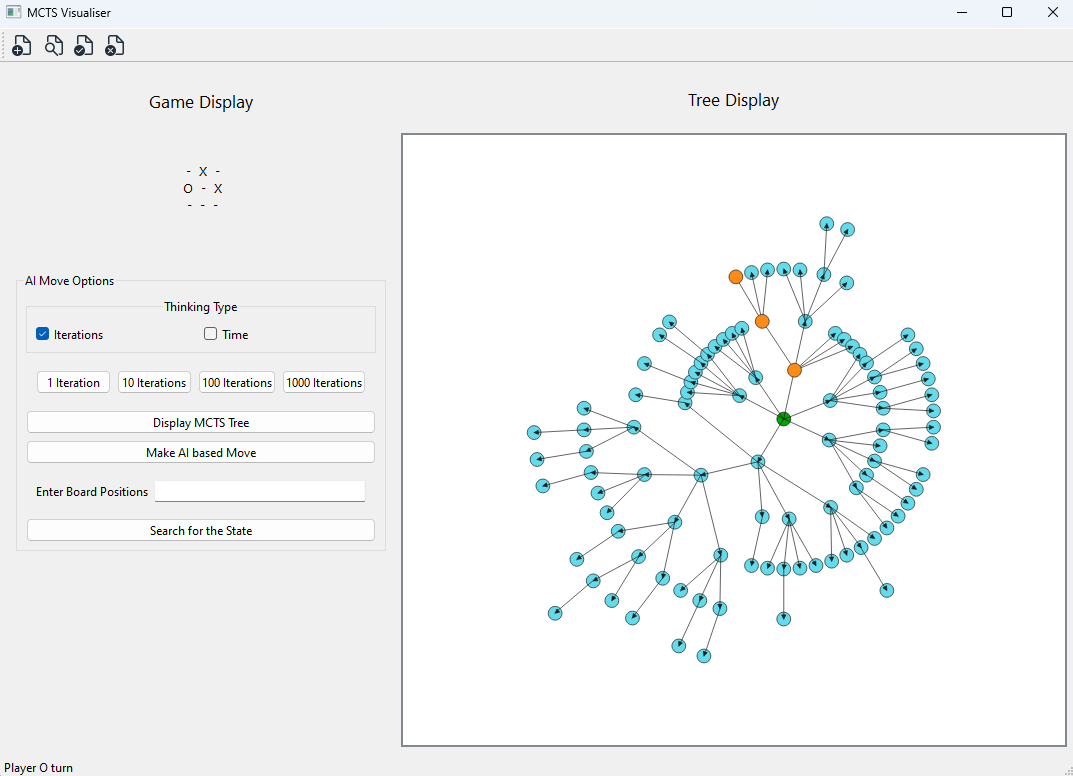 MCTS Visualiser
Game Display
Tree Display
- X -
O - X
- - -
AI Move Options
Thinking Type
Iterations
Time
1 Iteration
10 Iterations
100 Iterations
1000 Iterations
Display MCTS Tree
Make AI based Move
Enter Board Positions
Search for the State
Player O turn